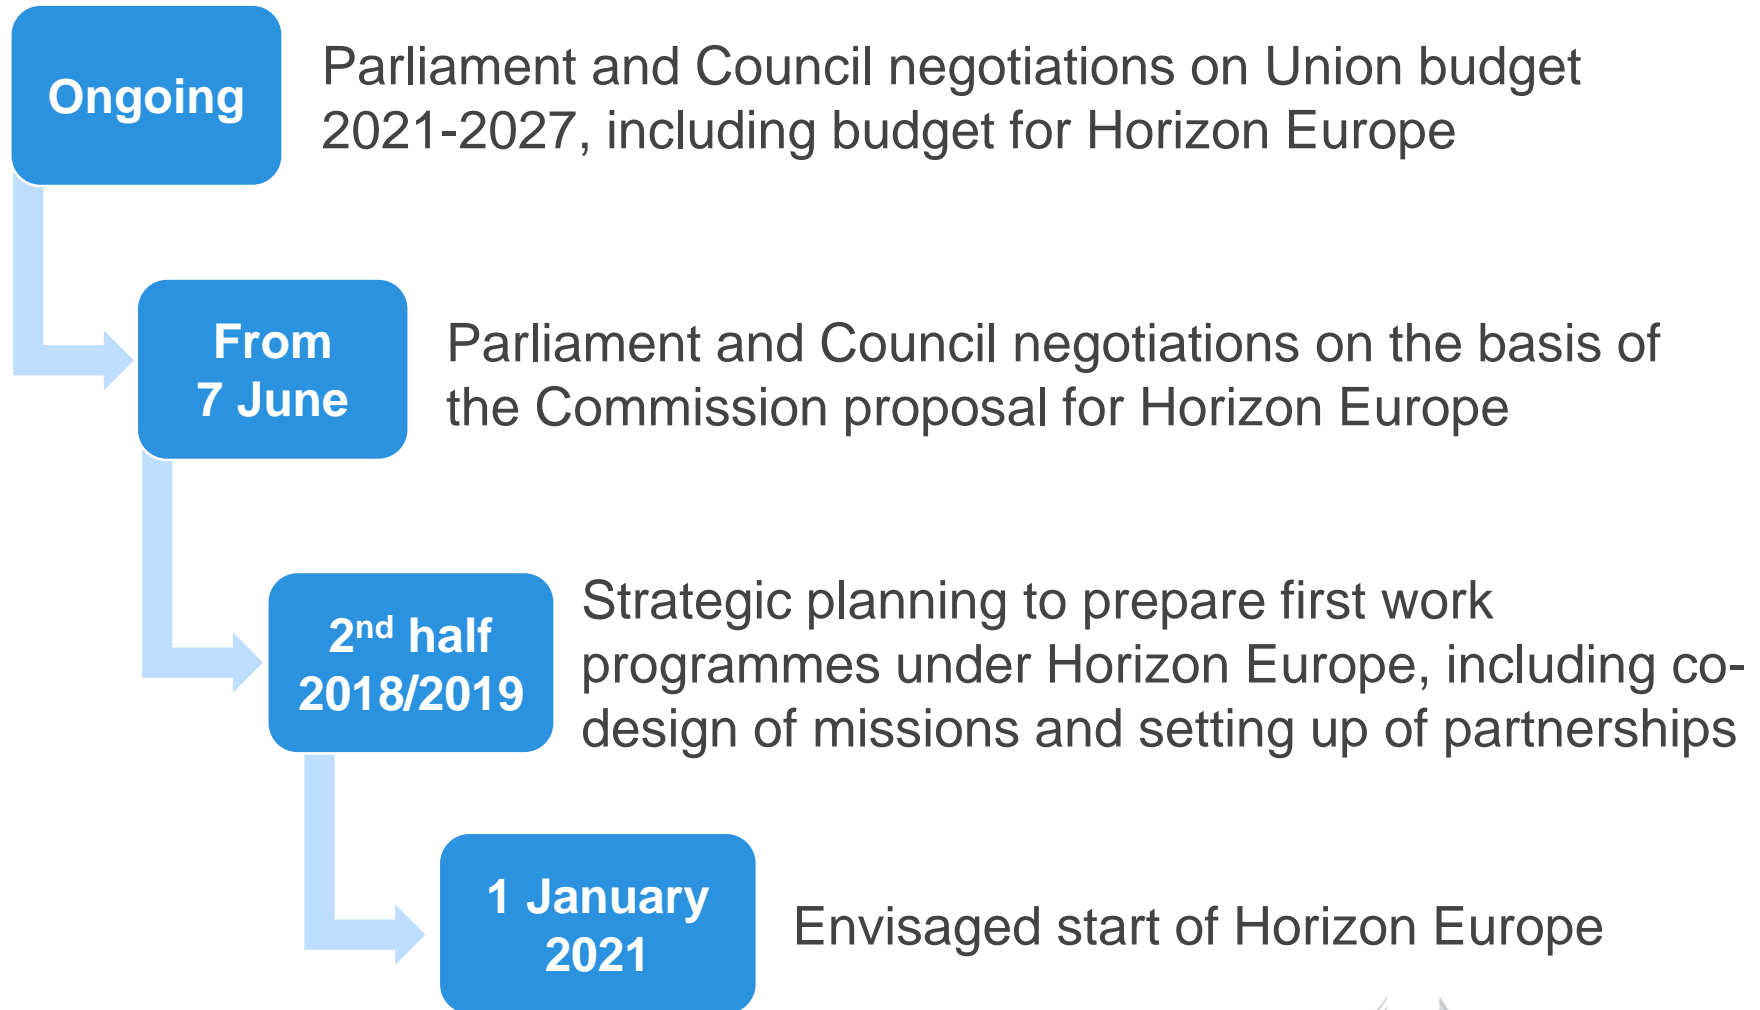 Ongoing
Parliament and Council negotiations on Union budget
2021-2027, including budget for Horizon Europe
From
7 June
Parliament and Council negotiations on the basis of
the Commission proposal for Horizon Europe
2nd half
2018/2019
Strategic planning to prepare first work
programmes under Horizon Europe, including co-
design of missions and setting up of partnerships
1 January
2021
Envisaged start of Horizon Europe